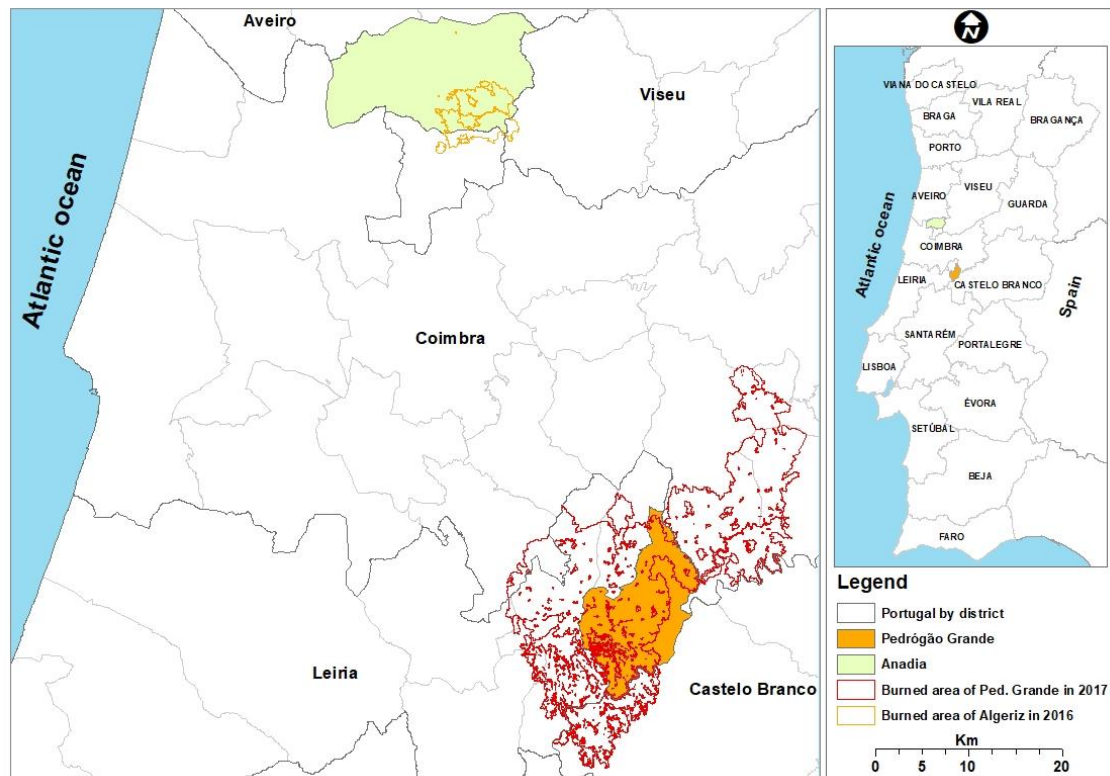 Aveiro
Viseu
Atlantic ocean
Coimbra
Leiria
Castelo Branco
N
VIANA DO CASTELO
VILA REAL
BRAGANÇA
BRAGA
PORTO
VISEU
AVEIRO
GUARDA
Atlantic ocean
COIMBRA
LEIRIA
CASTELO BRANCO
Spain
SANTARÉM
PORTALEGRE
LISBOA
ÉVORA
SETÚBAL
BEJA
FARO
Legend
Portugal by district
Pedrógão Grande
Anadia
Burned area of Ped. Grande in 2017
Burned area of Algeriz in 2016
Km
0 5 10 20